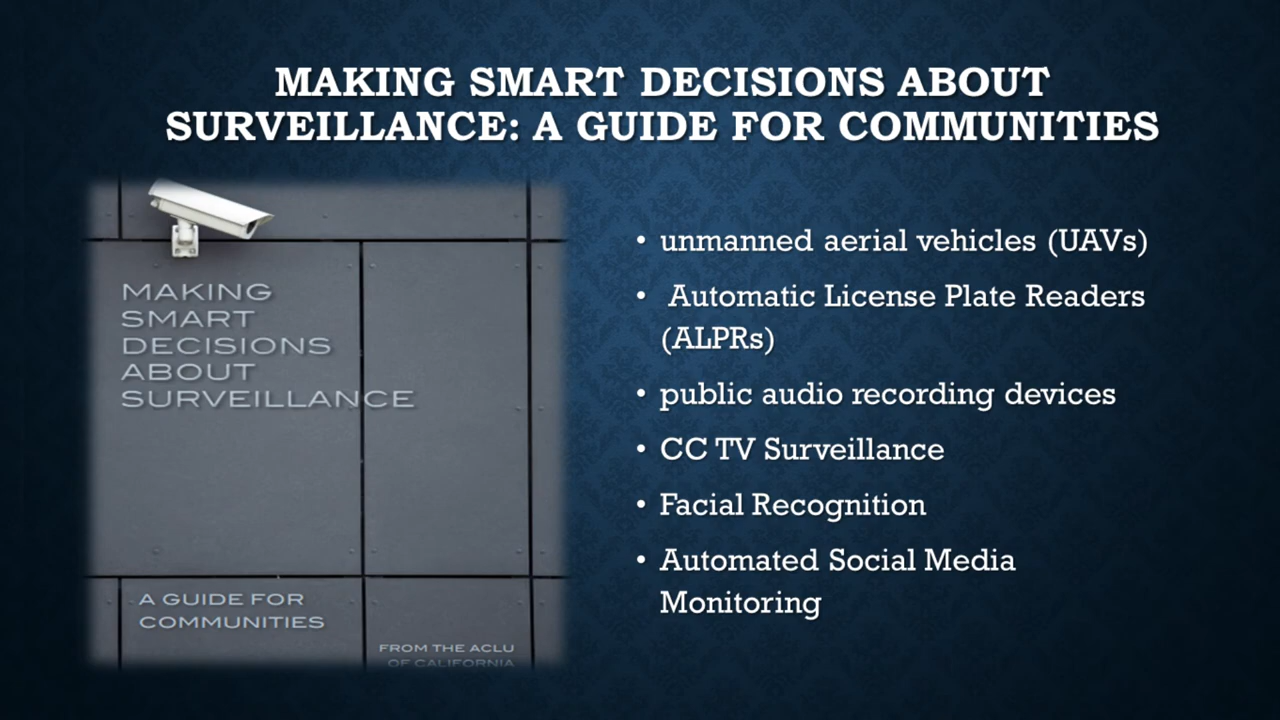 MAKING SMART DECISIONS ABOUT
SURVEILLANCE: A GUIDE FOR COMMUNITIES
MAKING
SMART
DECISIONS
ABOUT
SURVEILLANCE
A GUIDE FOR
COMMUNITIES
FROM THE ACLU
OF CALIFORNIA
• unmanned aerial vehicles (UAVs)
• Automatic License Plate Readers
(ALPRs)
• public audio recording devices
• CC TV Surveillance
• Facial Recognition
• Automated Social Media
Monitoring